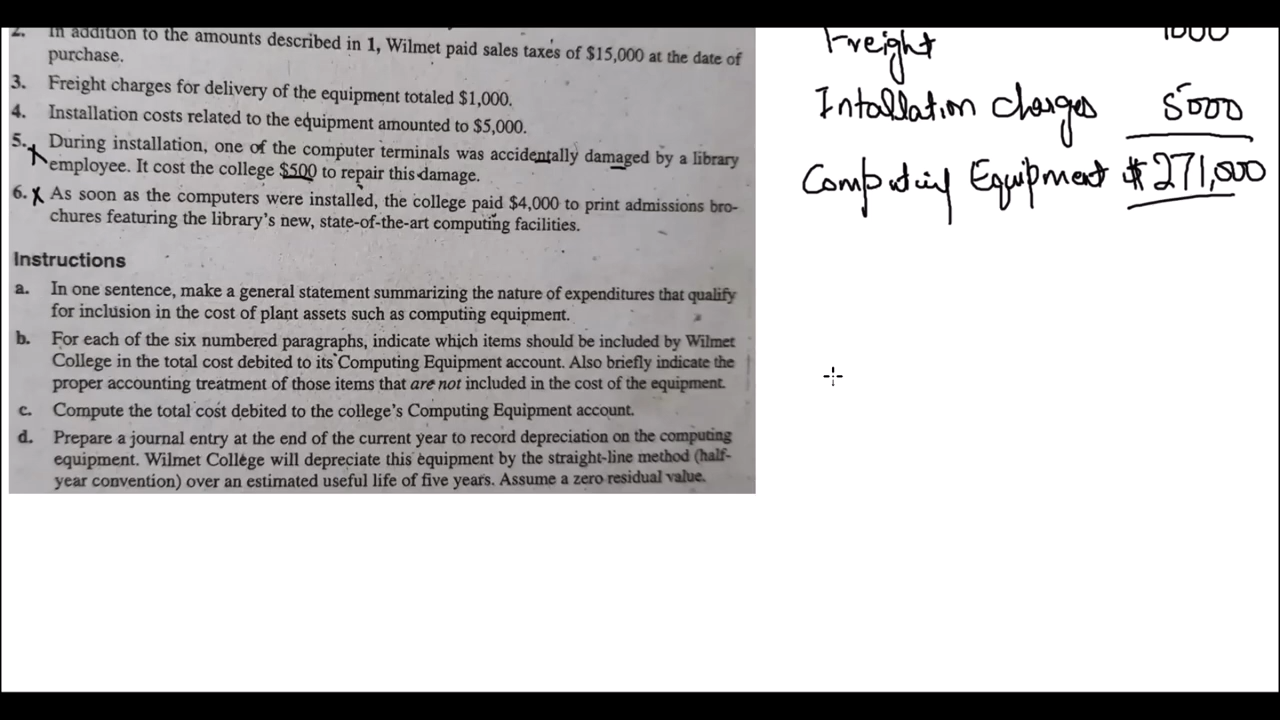 2. In addition to the amounts described in 1, Wilmet paid sales taxes of $15,000 at the date of
purchase.
3. Freight charges for delivery of the equipment totaled $1,000.
4. Installation costs related to the equipment amounted to $5,000.
5. During installation, one of the computer terminals was accidentally damaged by a library
employee. It cost the college $500 to repair this damage.
6. X As soon as the computers were installed, the college paid $4,000 to print admissions bro-
chures featuring the library's new, state-of-the-art computing facilities.
Instructions
a. In one sentence, make a general statement summarizing the nature of expenditures that qualify
for inclusion in the cost of plant assets such as computing equipment.
b. For each of the six numbered paragraphs, indicate which items should be included by Wilmet
College in the total cost debited to its Computing Equipment account. Also briefly indicate the
proper accounting treatment of those items that are not included in the cost of the equipment.
c. Compute the total cost debited to the college's Computing Equipment account.
d. Prepare a journal entry at the end of the current year to record depreciation on the computing
equipment. Wilmet College will depreciate this equipment by the straight-line method (half-
year convention) over an estimated useful life of five years. Assume a zero residual value.
Freight 1000
Intallation charges 5000
Computing Equipment $271,000